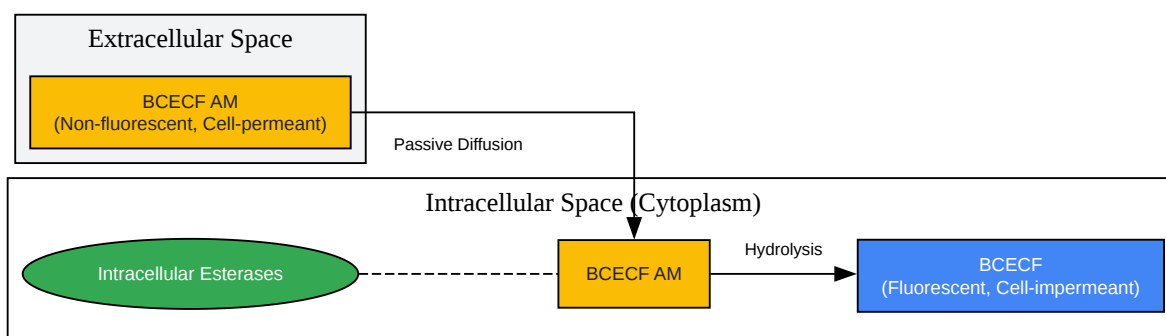 Extracellular Space
BCECF AM
(Non-fluorescent, Cell-permeant)
Passive Diffusion
Intracellular Space (Cytoplasm)
Intracellular Esterases
BCECF AM
Hydrolysis
BCECF
(Fluorescent, Cell-impermeant)